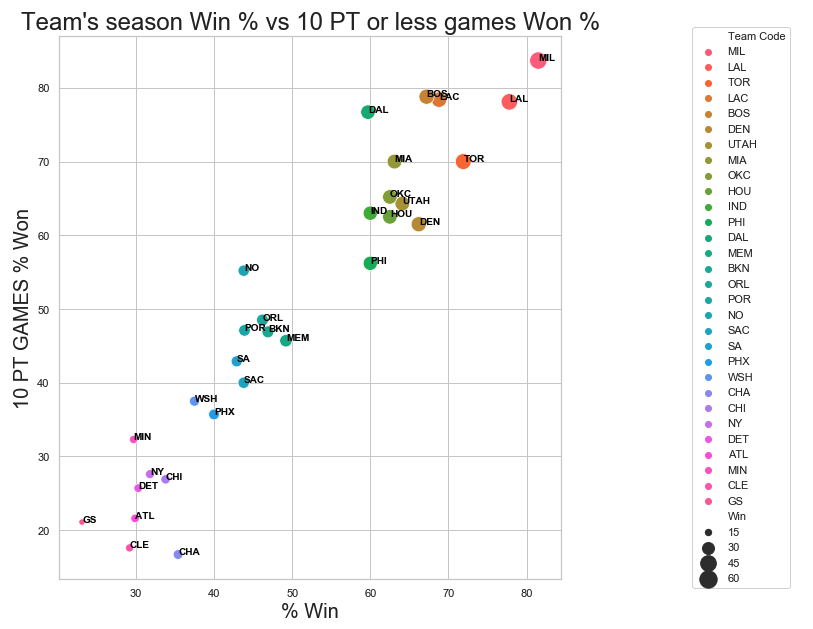 Team's season Win % vs 10 PT or less games Won %
10 PT GAMES % Won
80
70
60
50
40
30
20
MIL
BOS
LAC
LAL
DAL
MIA
TOR
OKC
UTAH
IND
HOU
DEN
PHI
NO
ORL
POR
BKN
MEM
SA
SAC
WSH
PHX
MIN
NY
CHI
DET
GS
ATL
CLE
CHA
30 40 50 60 70 80
% Win
Team Code
MIL
LAL
TOR
LAC
BOS
DEN
UTAH
MIA
OKC
HOU
IND
PHI
DAL
MEM
BKN
ORL
POR
NO
SAC
SA
PHX
WSH
CHA
CHI
NY
DET
ATL
MIN
CLE
GS
Win
15
30
45
60